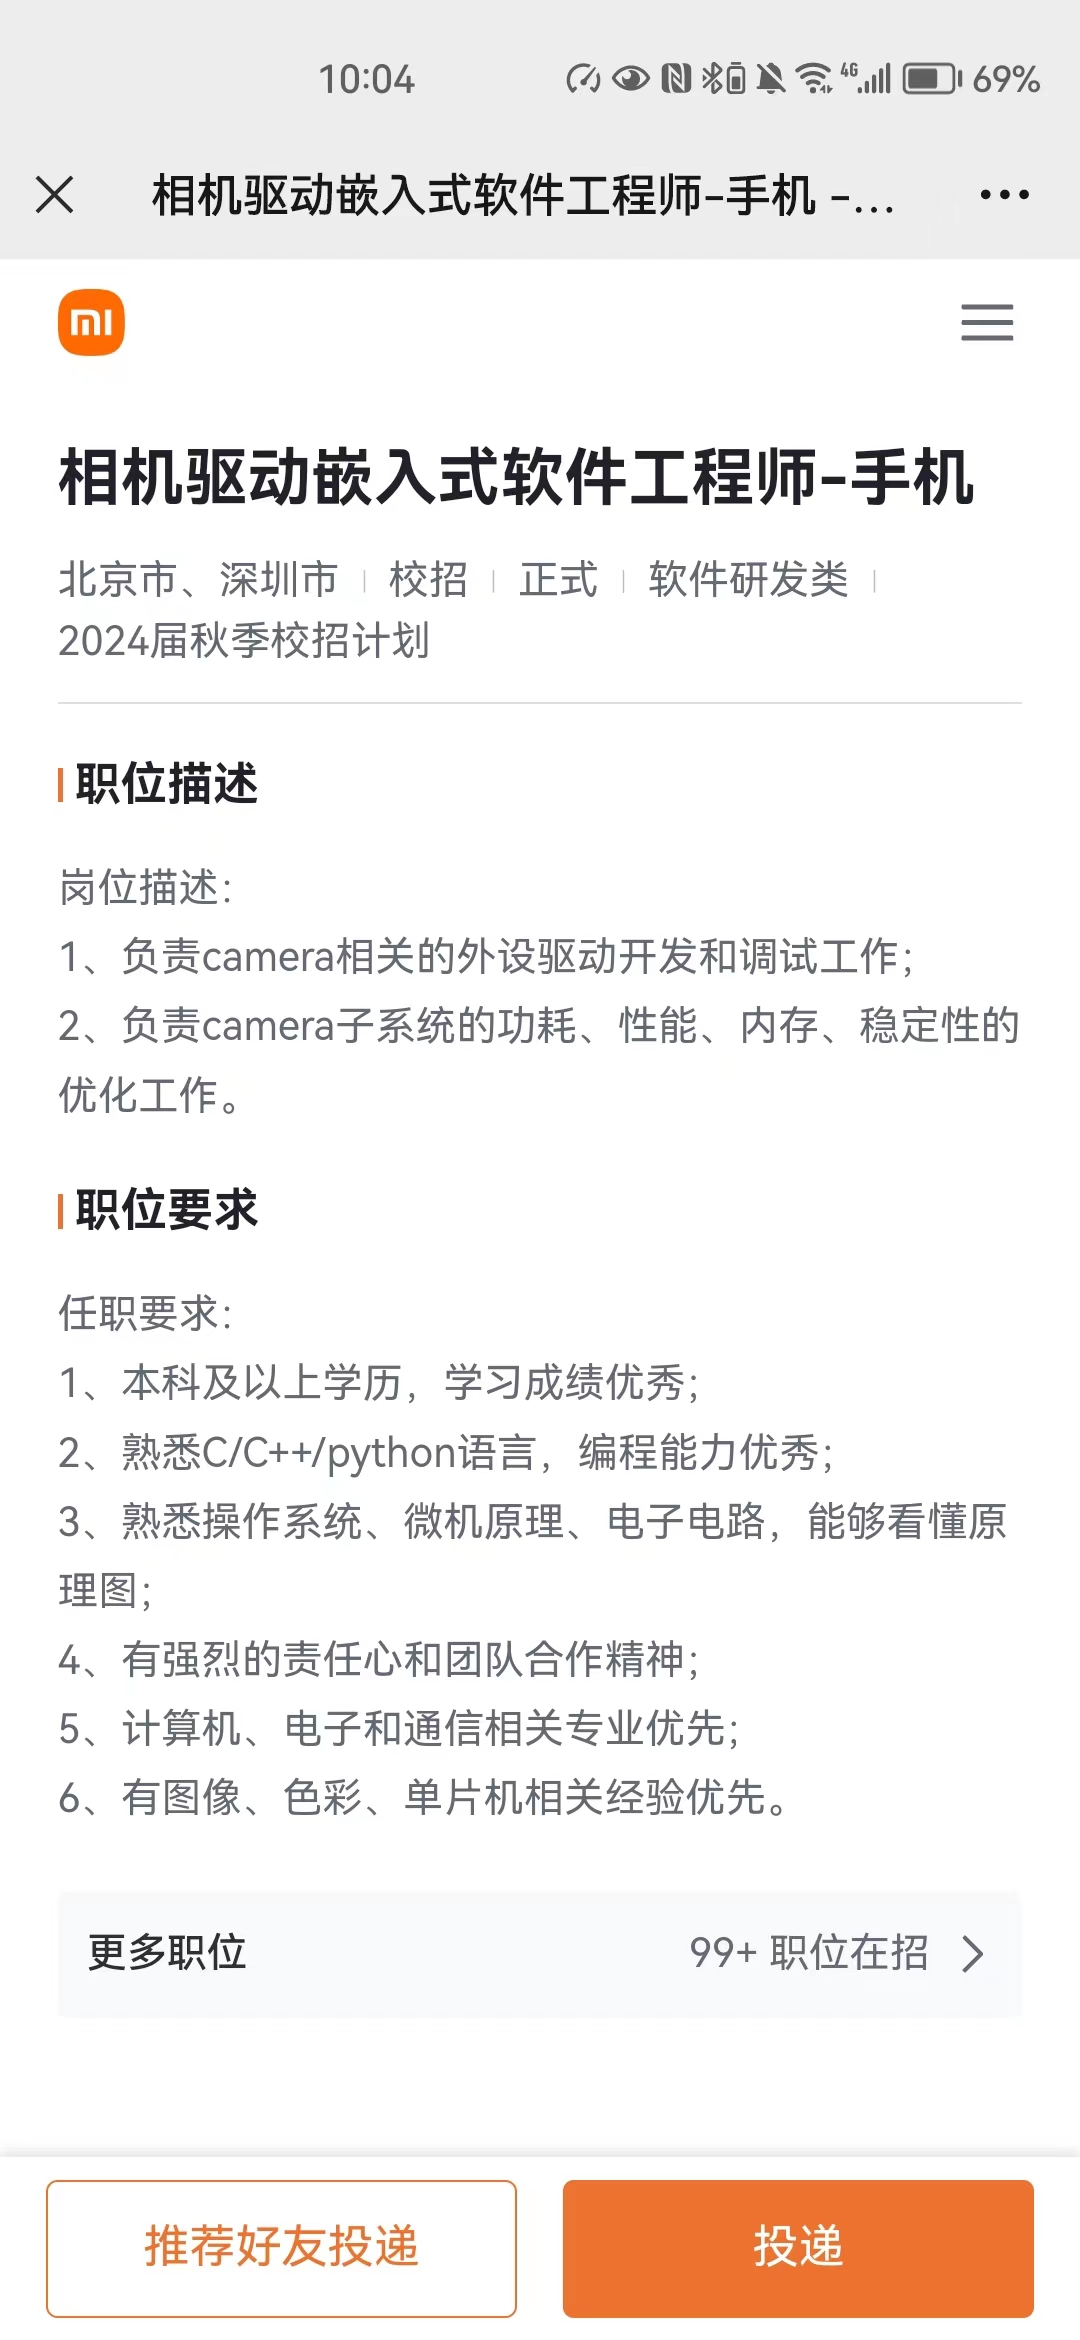 10:04
4G
69%
相机驱动嵌入式软件工程师-手机 -...
mi
相机驱动嵌入式软件工程师-手机
北京市、深圳市 | 校招 | 正式 | 软件研发类 |
2024届秋季校招计划
职位描述
岗位描述:
1、负责camera相关的外设驱动开发和调试工作;
2、负责camera子系统的功耗、性能、内存、稳定性的
优化工作。
职位要求
任职要求:
1、本科及以上学历，学习成绩优秀;
2、熟悉C/C++/python语言，编程能力优秀;
3、熟悉操作系统、微机原理、电子电路，能够看懂原
理图;
4、有强烈的责任心和团队合作精神;
5、计算机、电子和通信相关专业优先;
6、有图像、色彩、单片机相关经验优先。
更多职位 99+ 职位在招
推荐好友投递 投递